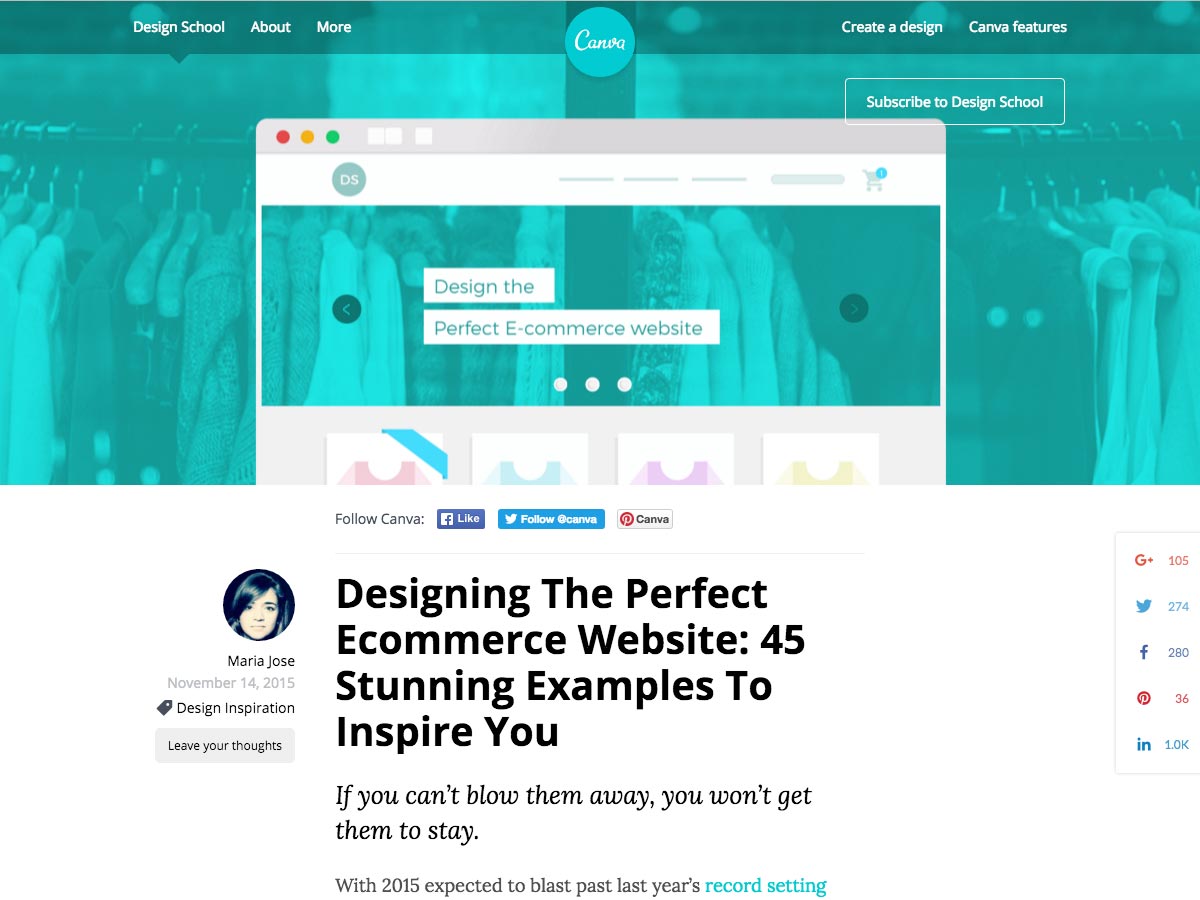 Design School About More Canva Create a design Canva features
Subscribe to Design School
DS
1
Design the
Perfect E-commerce website
Follow Canva: Like Follow @canva Canva
Designing The Perfect
Ecommerce Website: 45
Stunning Examples To
Inspire You
Maria Jose
November 14, 2015
Design Inspiration
Leave your thoughts
If you can’t blow them away, you won’t get
them to stay.
With 2015 expected to blast past last year’s record setting
G+ 105
274
f 280
36
in 1.0K